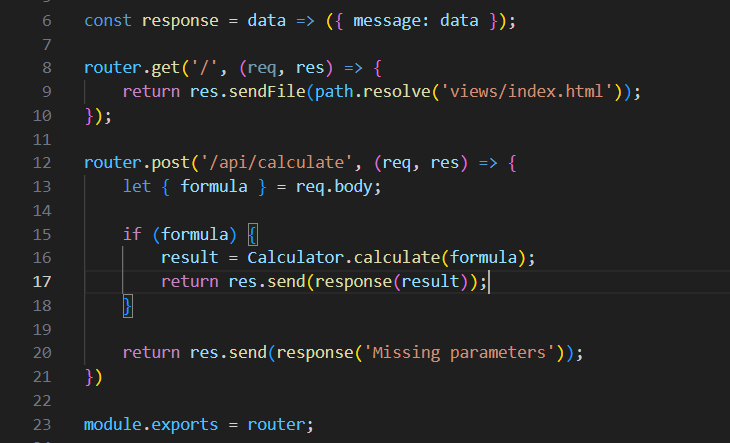 6 const response = data => ({ message: data });
7
8 router.get('/', (req, res) => {
9     return res.sendFile(path.resolve('views/index.html'));
10 });
11
12 router.post('/api/calculate', (req, res) => {
13     let { formula } = req.body;
14
15     if (formula) {
16         result = Calculator.calculate(formula);
17         return res.send(response(result));
18     }
19
20     return res.send(response('Missing parameters'));
21 })
22
23 module.exports = router;